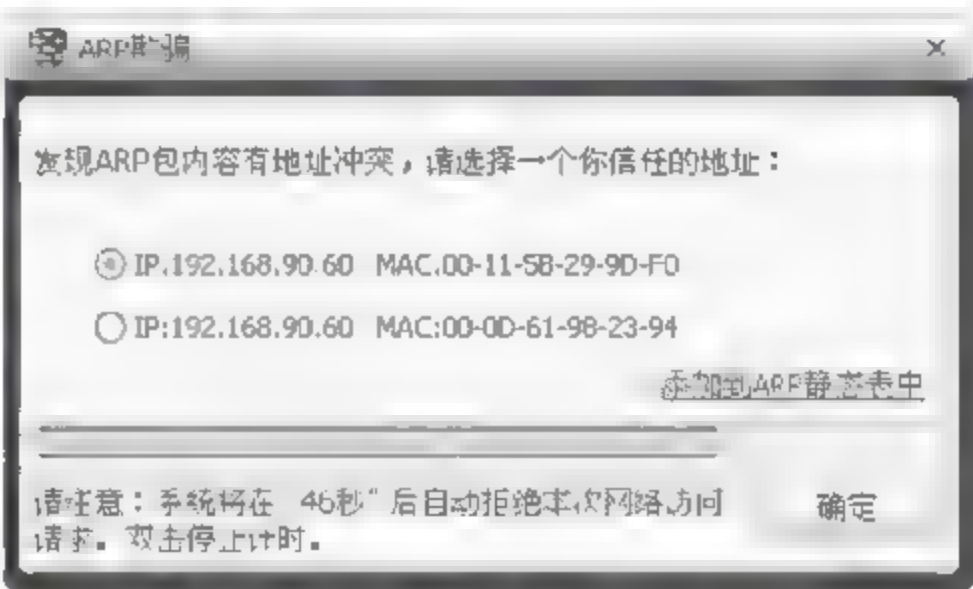 ARP欺骗
发现ARP包内容有地址冲突，请选择一个你信任的地址：
IP:192.168.90.60 MAC:00-11-5B-29-9D-F0
IP:192.168.90.60 MAC:00-0D-61-98-23-94
添加到ARP静态表中
请注意：系统将在“46秒”后自动拒绝本次网络访问
请求。双击停止计时。
确定